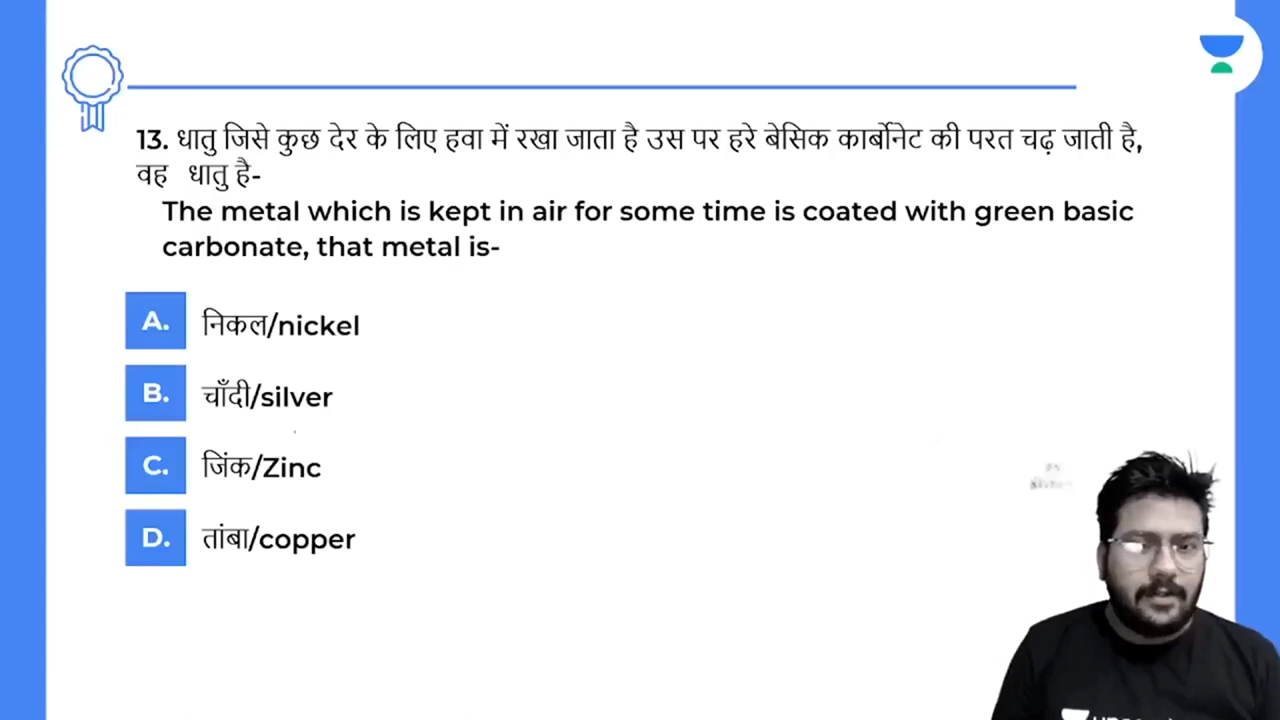 13. धातु जिसे कुछ देर के लिए हवा में रखा जाता है उस पर हरे बेसिक कार्बोनेट की परत चढ़ जाती है,
वह धातु है-
The metal which is kept in air for some time is coated with green basic
carbonate, that metal is-
A. निकल/nickel
B. चाँदी/silver
C. जिंक/Zinc
D. तांबा/copper